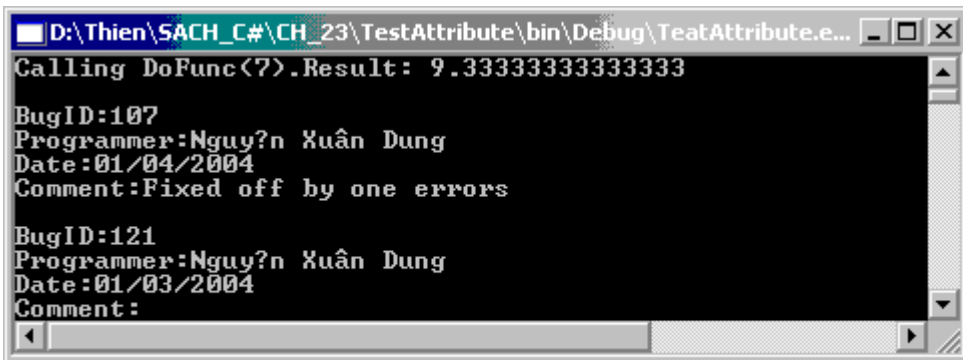 D:\Thien\SACH_C#\CH_23\TestAttribute\bin\Debug\TeatAttribute.e...
Calling DoFunc(7).Result: 9.33333333333333
BugID:107
Programmer:Nguy?n Xuân Dung
Date:01/04/2004
Comment:Fixed off by one errors
BugID:121
Programmer:Nguy?n Xuân Dung
Date:01/03/2004
Comment: